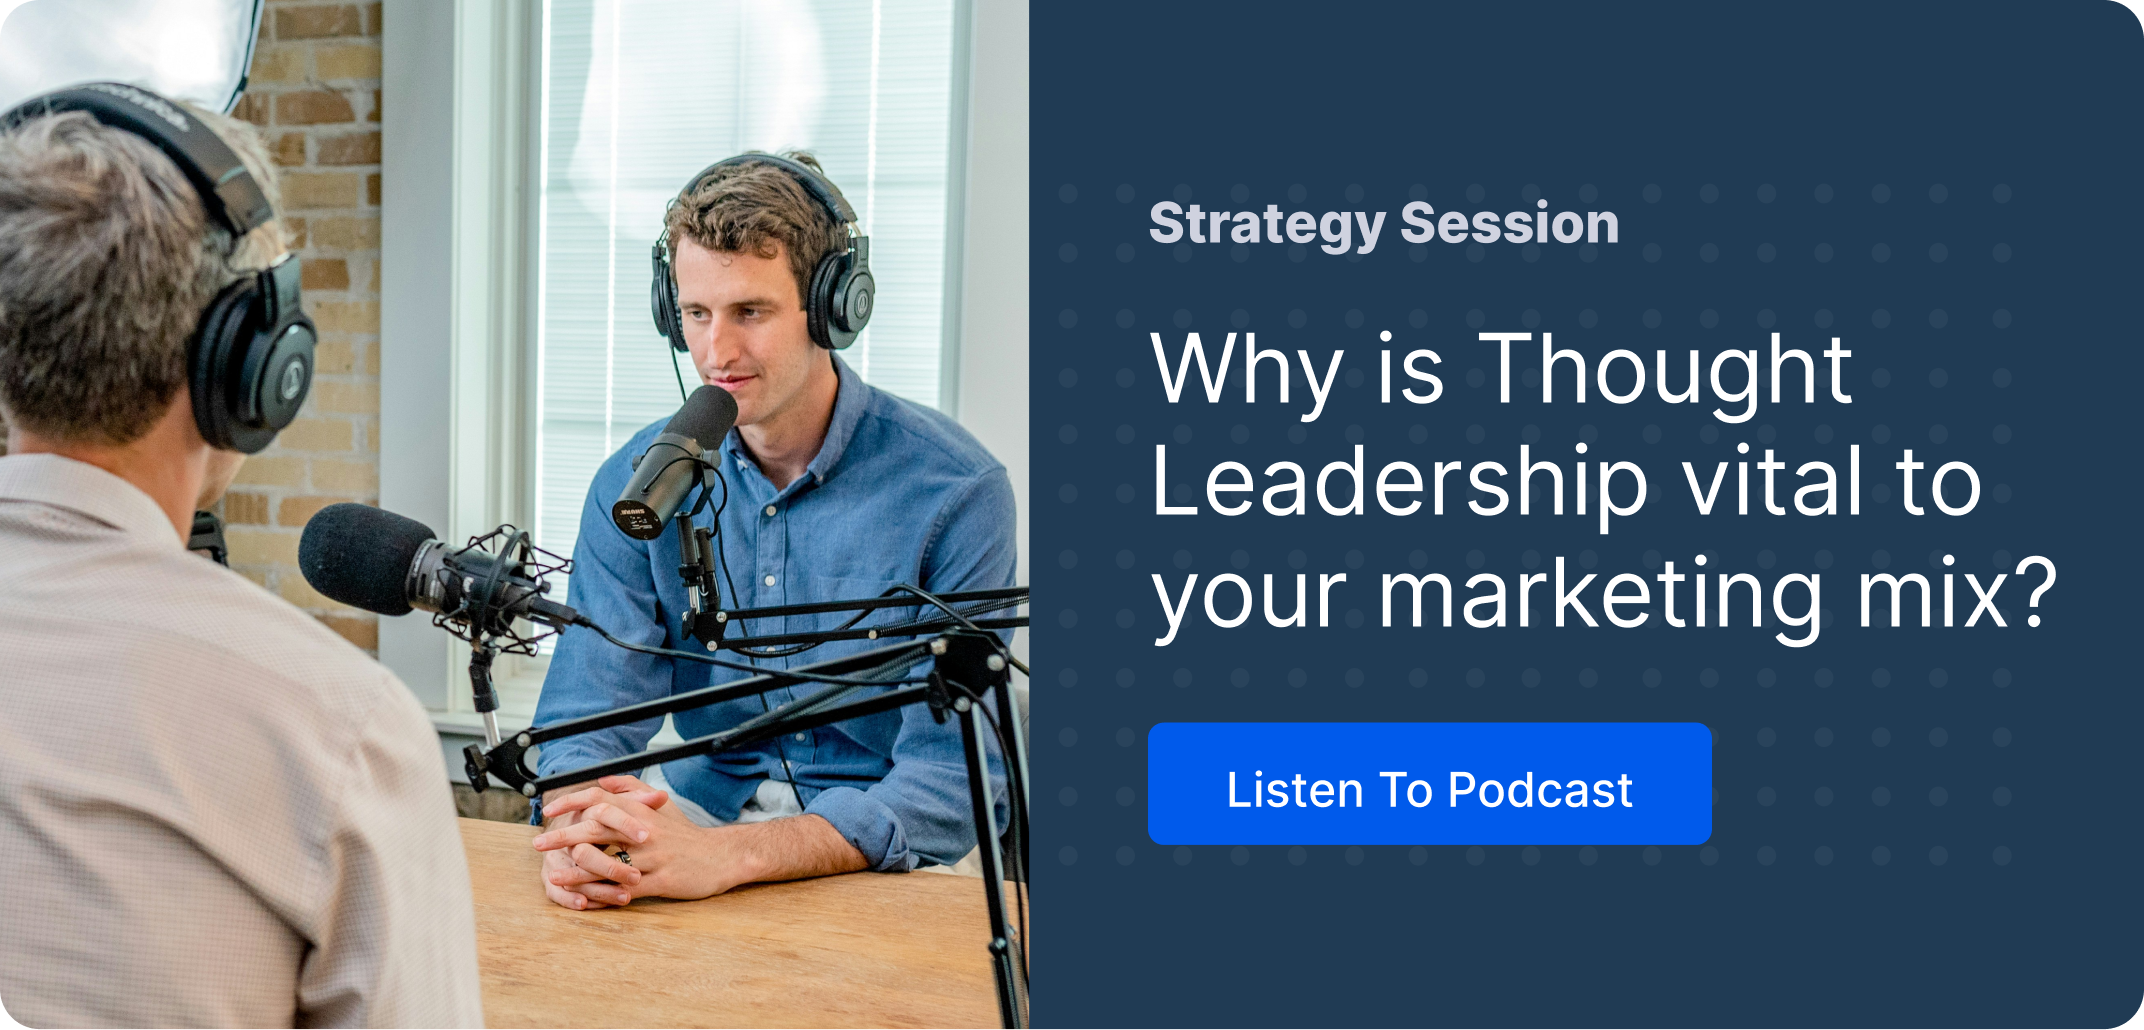 Strategy Session
Why is Thought
Leadership vital to
your marketing mix?
Listen To Podcast